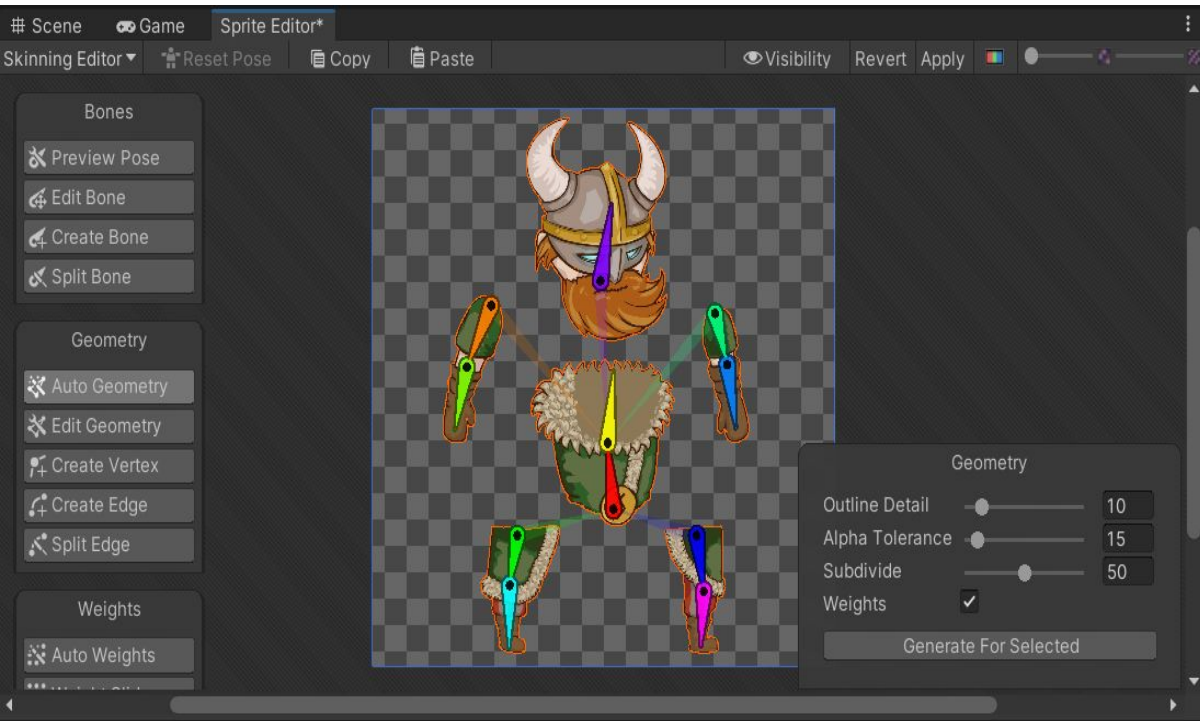 Scene Game Sprite Editor*
Skinning Editor Reset Pose Copy Paste Visibility Revert Apply
Bones
Preview Pose
Edit Bone
Create Bone
Split Bone
Geometry
Auto Geometry
Edit Geometry
Create Vertex
Create Edge
Split Edge
Weights
Auto Weights
Geometry
Outline Detail 10
Alpha Tolerance 15
Subdivide 50
Weights
Generate For Selected